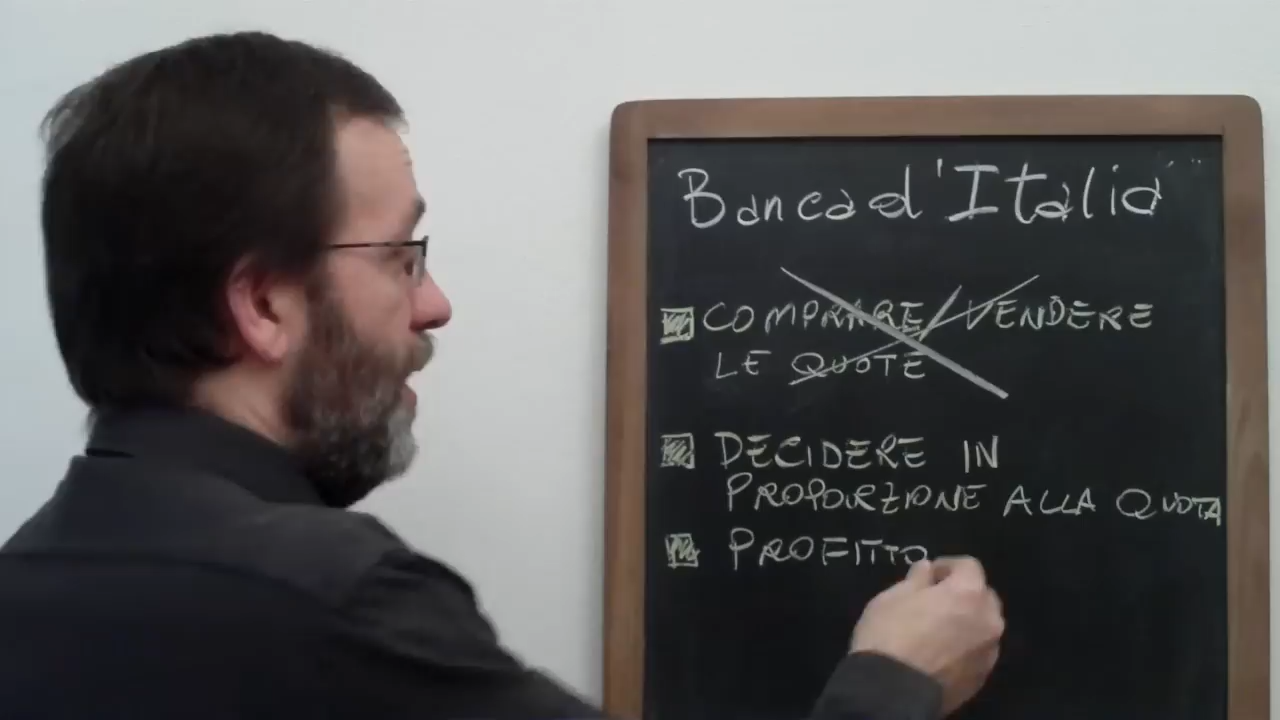 Banca d'Italia
COMPRARE/VENDERE
LE QUOTE
DECIDERE IN
PROPORZIONE ALLA QUOTA
PROFITTO